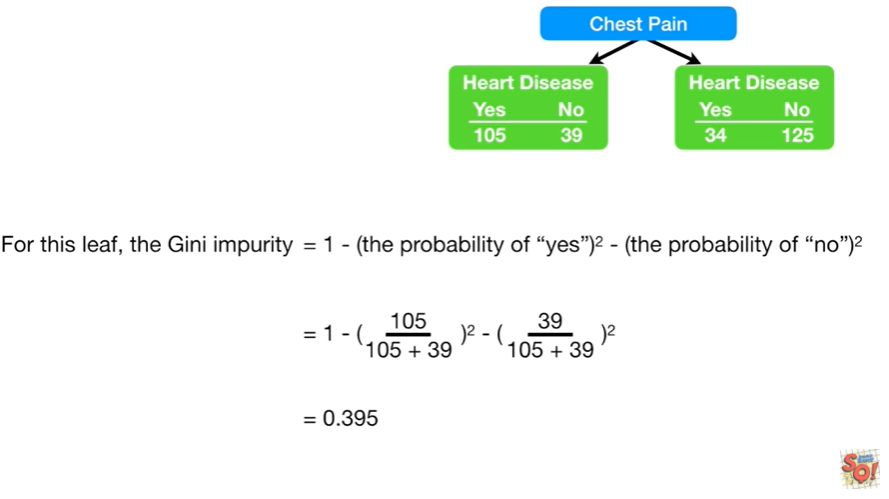 Chest Pain
Heart Disease
Yes No
105 39
Heart Disease
Yes No
34 125
For this leaf, the Gini impurity = 1 - (the probability of “yes”)² - (the probability of “no”)²
= 1 - ( 105 / 105 + 39 )² - ( 39 / 105 + 39 )²
= 0.395
SQ!